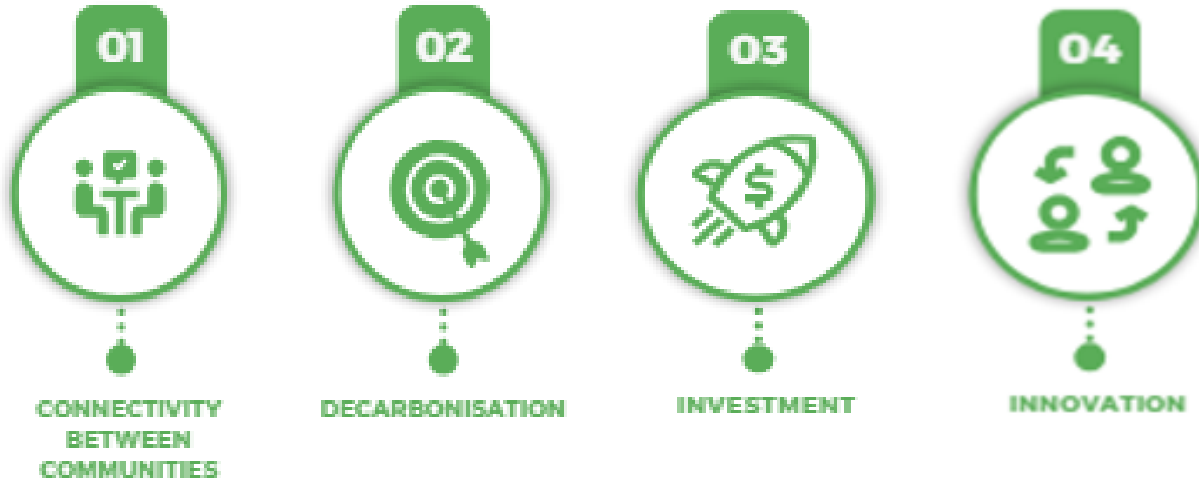 01
02
03
04
$
CONNECTIVITY
BETWEEN
COMMUNITIES
DECARBONISATION
INVESTMENT
INNOVATION